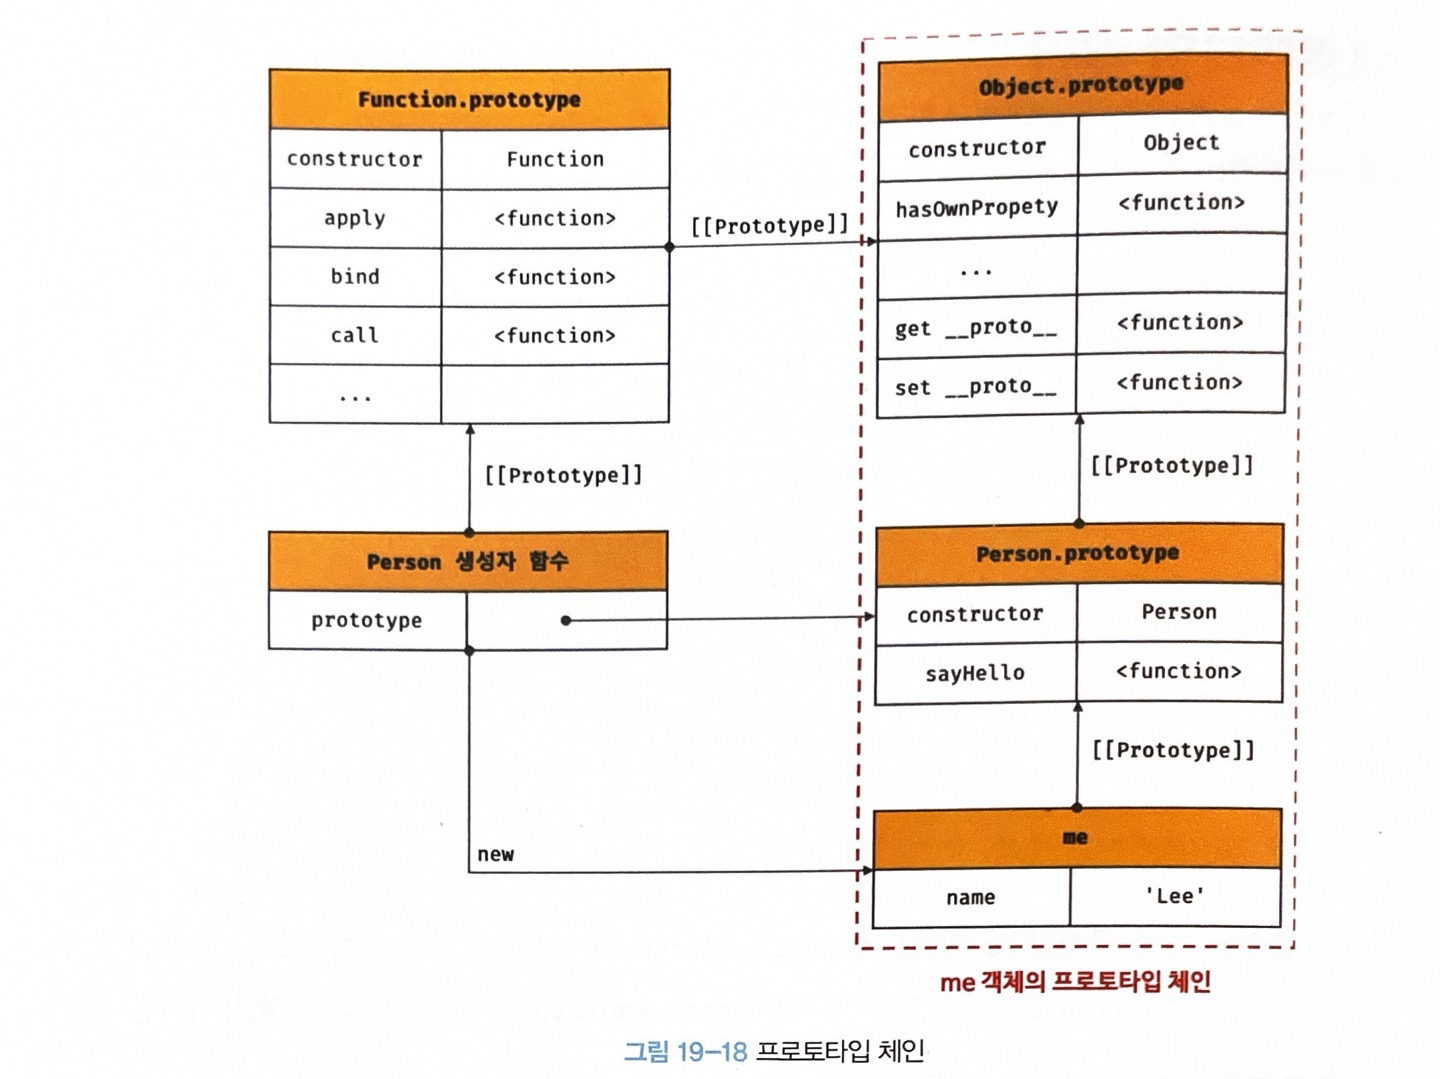 Function.prototype
constructor Function
apply <function>
bind <function>
call <function>
...
[[Prototype]]
Object.prototype
constructor Object
hasOwnPropety <function>
...
get __proto__ <function>
set __proto__ <function>
[[Prototype]]
[[Prototype]]
Person 생성자 함수
prototype
Person.prototype
constructor Person
sayHello <function>
[[Prototype]]
new
me
name 'Lee'
me 객체의 프로토타입 체인
그림 19-18 프로토타입 체인